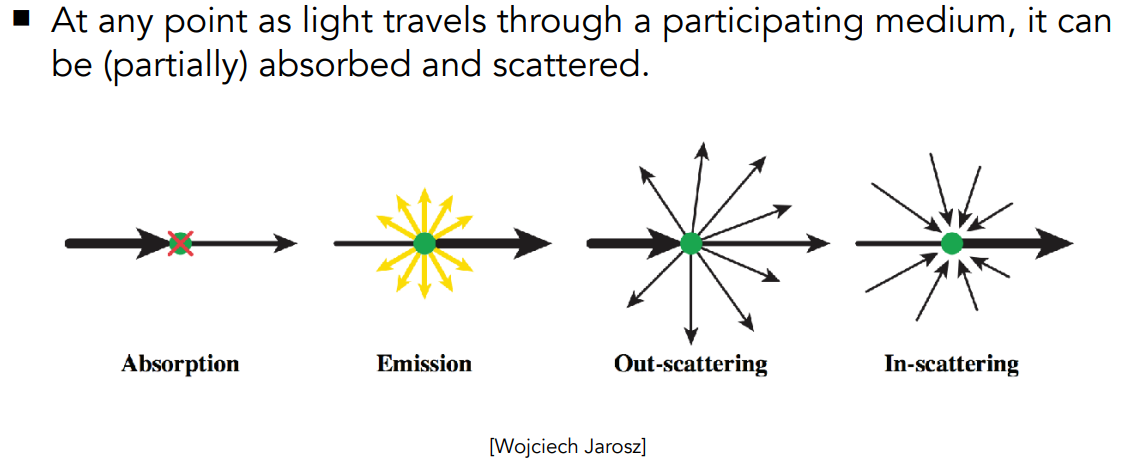 ■ At any point as light travels through a participating medium, it can
be (partially) absorbed and scattered.
Absorption Emission Out-scattering In-scattering
[Wojciech Jarosz]